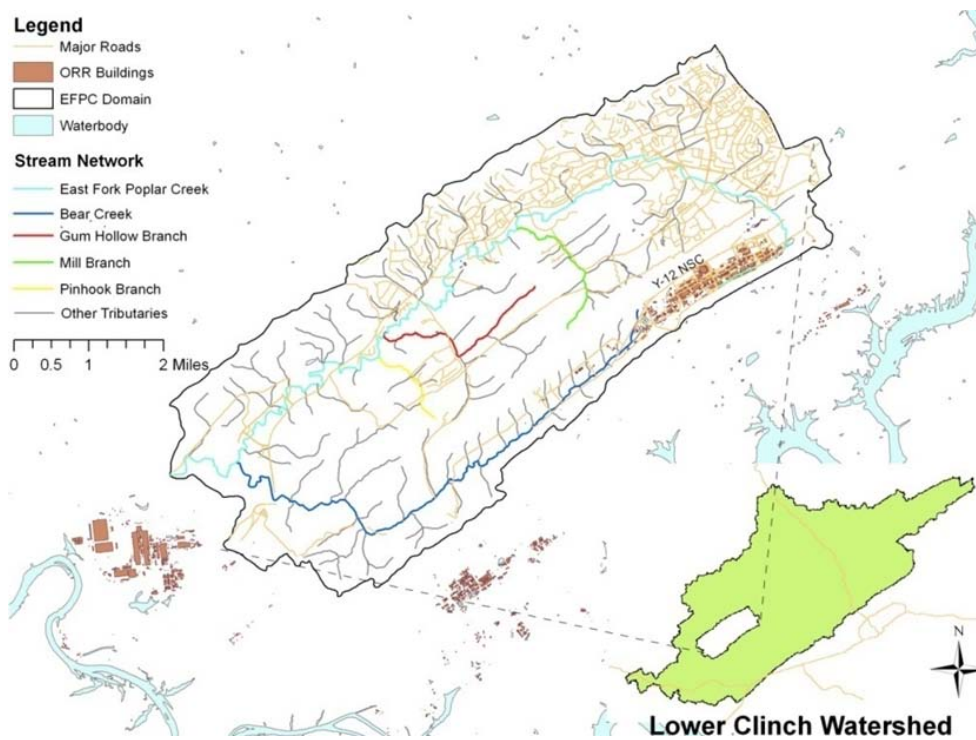 Legend
Major Roads
ORR Buildings
EFPC Domain
Waterbody
Stream Network
East Fork Poplar Creek
Bear Creek
Gum Hollow Branch
Mill Branch
Pinhook Branch
Other Tributaries
0 0.5 1 2 Miles
Y-12 NSC
N
Lower Clinch Watershed